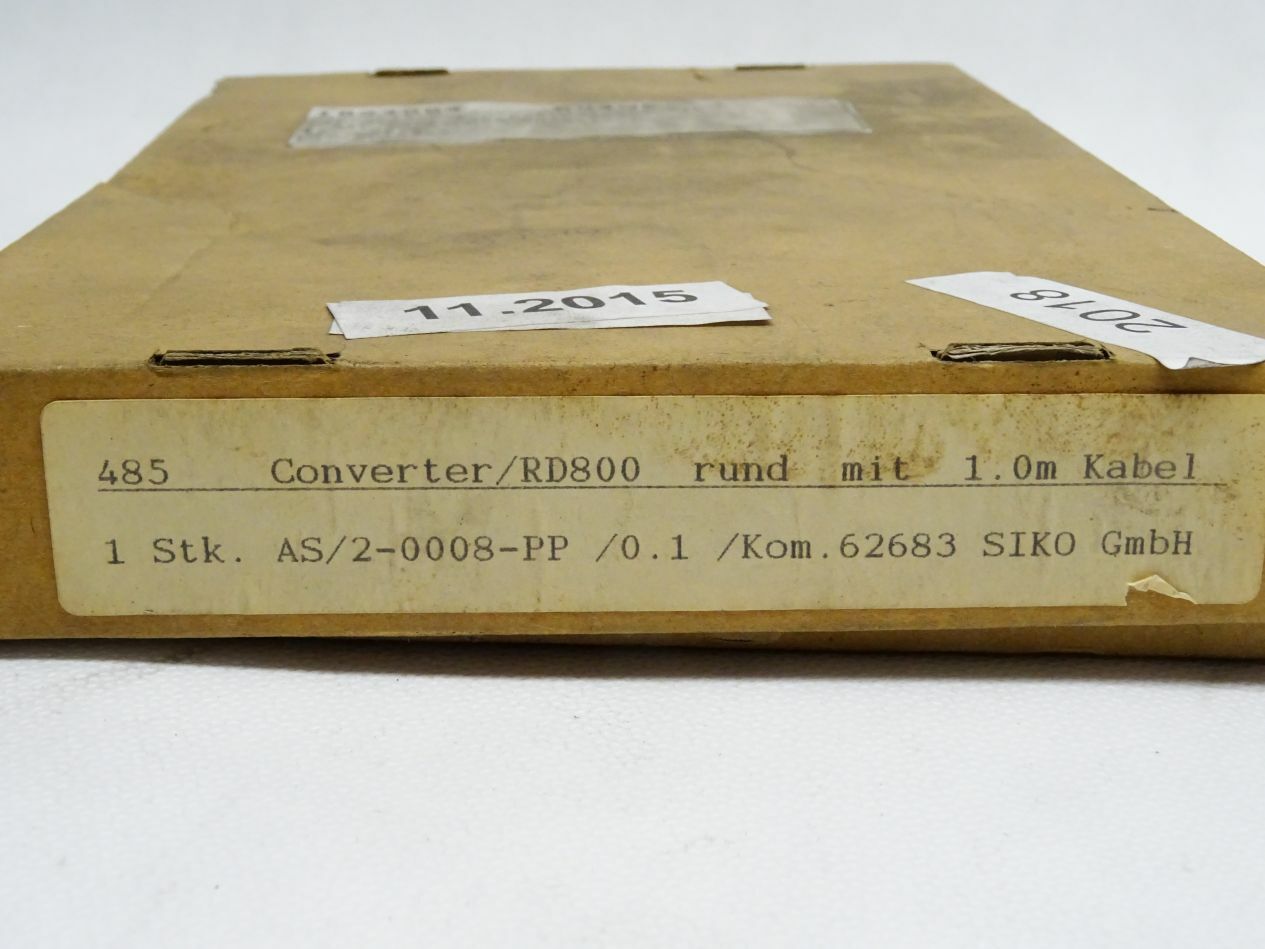 11.2015
2018
485 Converter/RD800 rund mit 1.0m Kabel
1 Stk. AS/2-0008-PP /0.1 /Kom.62683 SIKO GmbH